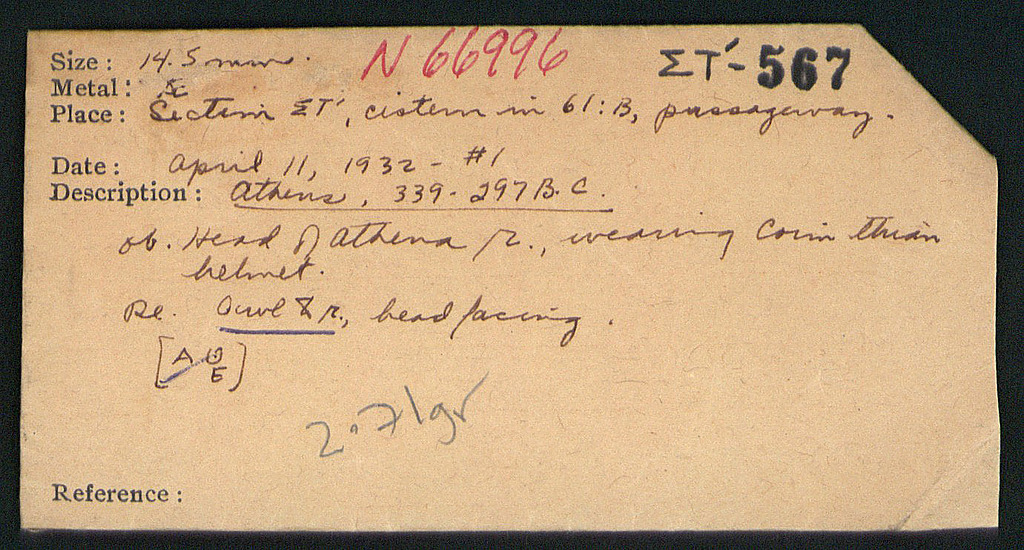 N 66996
ΣΤ'-567
Size: 14.5 mm.
Metal: Æ
Place: Section ΣΤ', cistern in 61:B, passageway.
Date: April 11, 1932 - #1
Description: Athens, 339-297 B.C.
ob. Head of Athena r., wearing Corinthian
helmet.
Re. Owl r., head facing.
[Α Θ
Ε]
2.71gr
Reference: